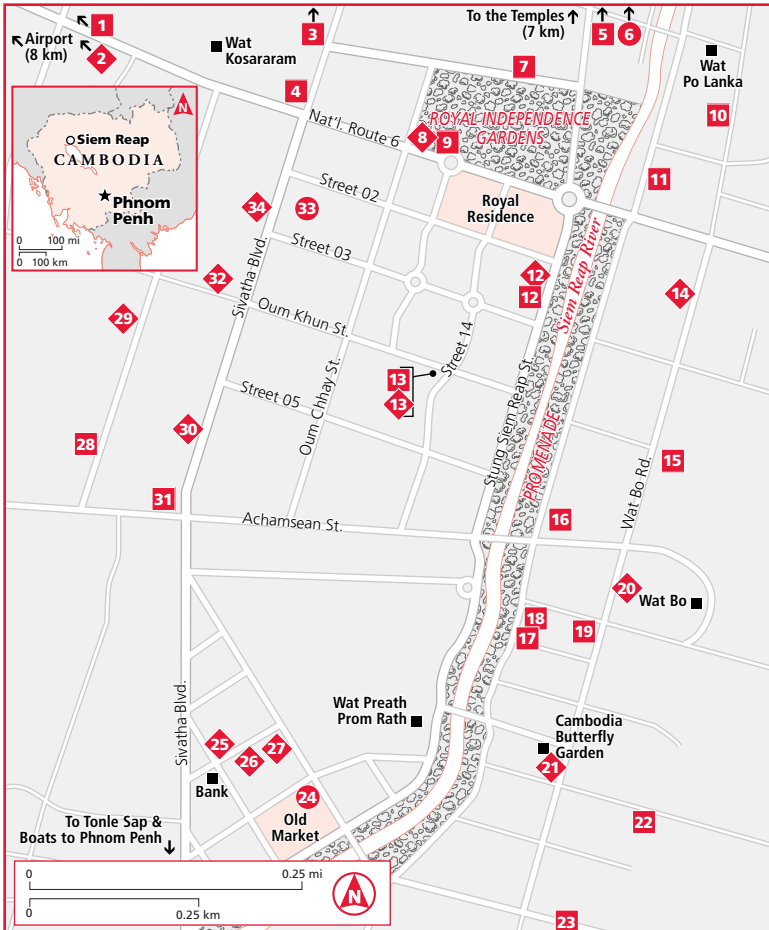 1
Airport
(8 km)
2
Wat
Kosararam
3
To the Temples
(7 km)
5
6
Wat
Po Lanka
4
7
10
Nat'l. Route 6
8
9
ROYAL INDEPENDENCE
GARDENS
11
Siem Reap
CAMBODIA
Phnom
Penh
N
0 100 mi
0 100 km
Street 02
Royal
Residence
34
33
Street 03
Sivatha Blvd.
32
Oum Khun St.
12
12
Siem Reap River
14
29
Street 14
13
13
Street 05
Oum Chhay St.
Stung Siem Reap St.
PROMENADE
30
28
15
Wat Bo Rd.
31
Achamsean St.
16
20
Wat Bo
18
17
19
Sivatha Blvd.
Wat Preath
Prom Rath
Cambodia
Butterfly
Garden
21
25
26
27
Bank
24
Old
Market
22
To Tonle Sap &
Boats to Phnom Penh
0 0.25 mi
0 0.25 km
N
23